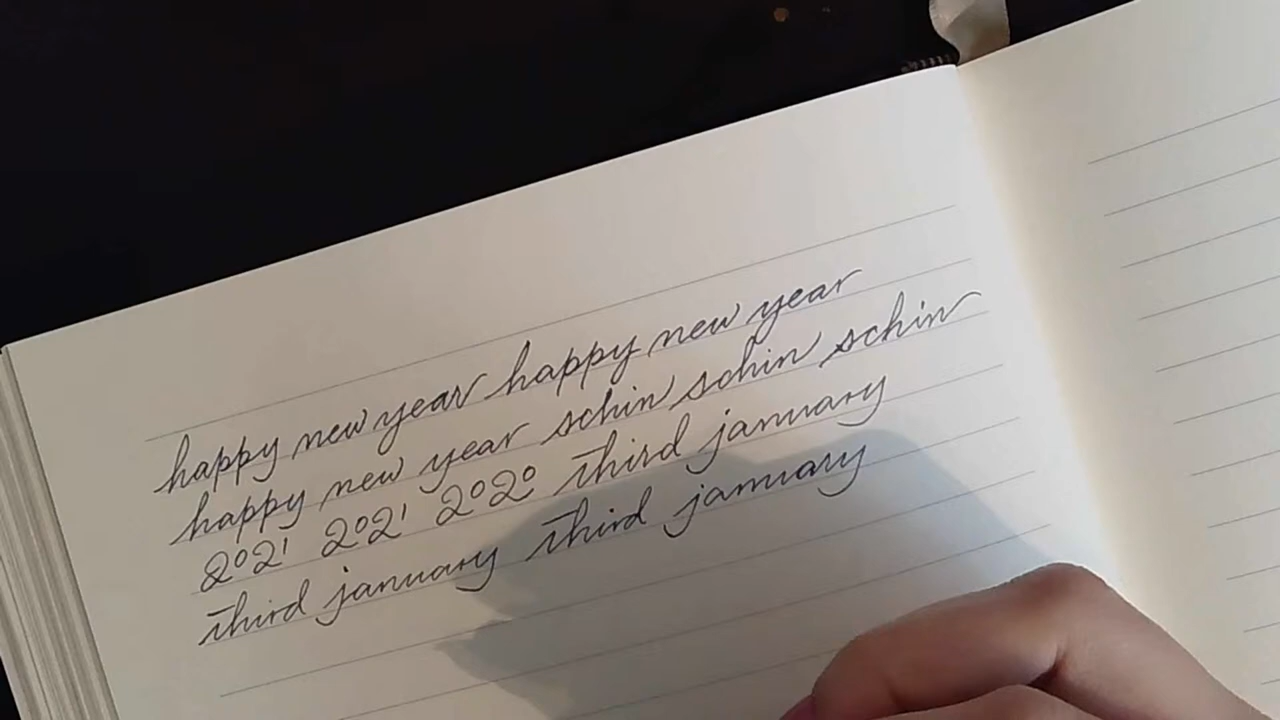 happy new year happy new year
happy new year schin schin schin
2021 2021 2020 third january
third january third january